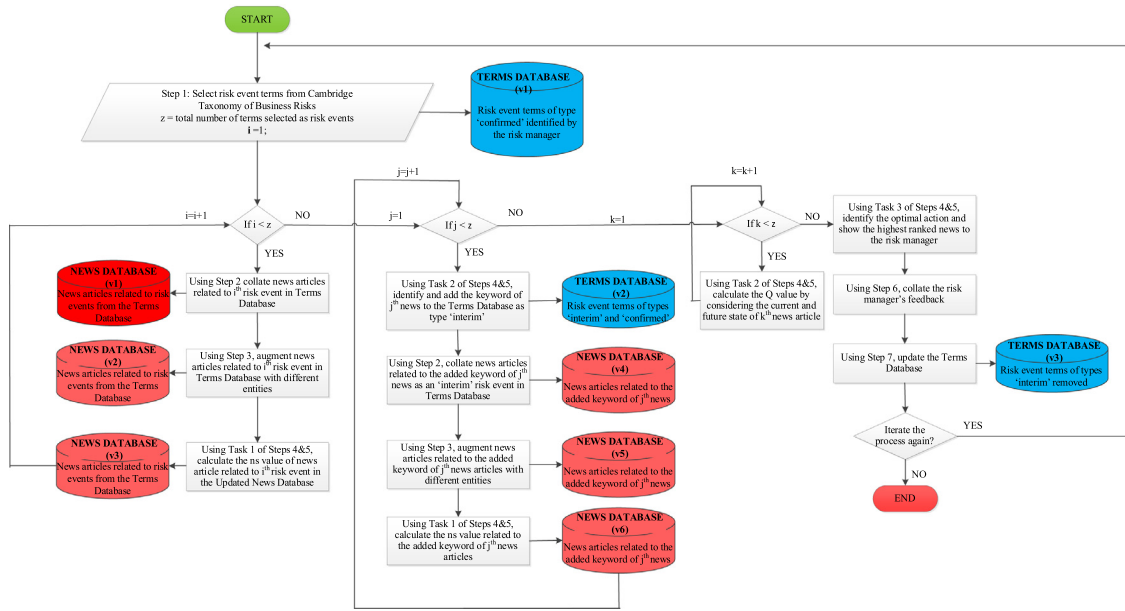 START
Step 1: Select risk event terms from Cambridge
Taxonomy of Business Risks
z = total number of terms selected as risk events
i =1;
TERMS DATABASE
(v1)
Risk event terms of type
'confirmed' identified by
the risk manager
i=i+1
If i < z
NO
YES
NEWS DATABASE
(v1)
News articles related to risk
events from the Terms
Database
Using Step 2 collate news articles
related to ith risk event in Terms
Database
NEWS DATABASE
(v2)
News articles related to risk
events from the Terms
Database
Using Step 3, augment news
articles related to ith risk event in
Terms Database with different
entities
NEWS DATABASE
(v3)
News articles related to risk
events from the Terms
Database
Using Task 1 of Steps 4&5,
calculate the ns value of news
article related to ith risk event in
the Updated News Database
j=j+1
j=1
If j < z
NO
YES
Using Task 2 of Steps 4&5,
identify and add the keyword of
jth news to the Terms Database as
type 'interim'
TERMS DATABASE
(v2)
Risk event terms of types
'interim' and 'confirmed'
Using Step 2, collate news articles
related to the added keyword of jth
news as an 'interim' risk event in
Terms Database
NEWS DATABASE
(v4)
News articles related to the
added keyword of jth news
Using Step 3, augment news
articles related to the added
keyword of jth news articles with
different entities
NEWS DATABASE
(v5)
News articles related to the
added keyword of jth news
Using Task 1 of Steps 4&5,
calculate the ns value related to
the added keyword of jth news
articles
NEWS DATABASE
(v6)
News articles related to the
added keyword of jth news
k=k+1
k=1
If k < z
NO
YES
Using Task 2 of Steps 4&5,
calculate the Q value by
considering the current and
future state of kth news article
Using Task 3 of Steps 4&5,
identify the optimal action and
show the highest ranked news to
the risk manager
Using Step 6, collate the risk
manager's feedback
Using Step 7, update the Terms
Database
TERMS DATABASE
(v3)
Risk event terms of types
'interim' removed
Iterate the
process again?
YES
NO
END